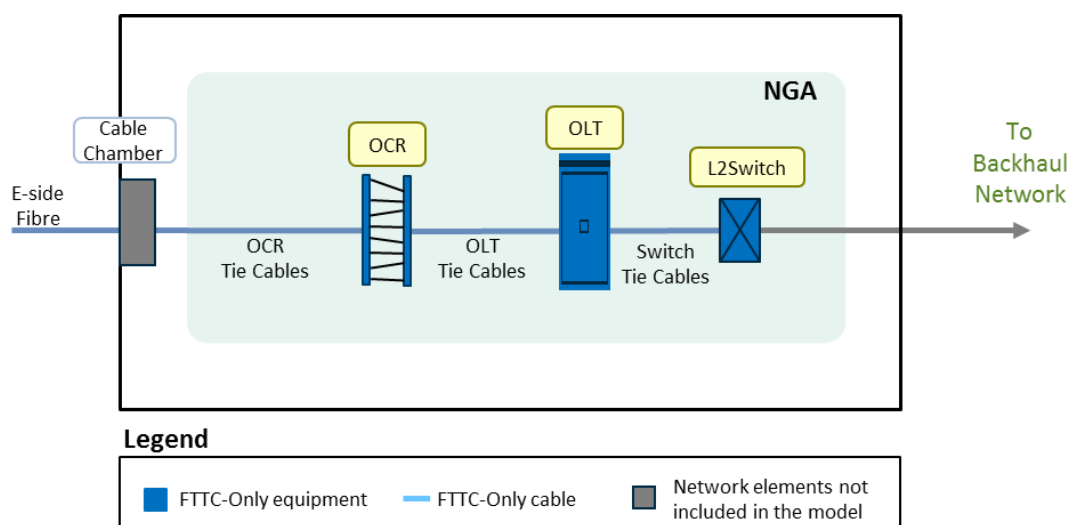 NGA
Cable
Chamber
OCR
OLT
L2Switch
To
Backhaul
Network
E-side
Fibre
OCR
Tie Cables
OLT
Tie Cables
Switch
Tie Cables
Legend
FTTC-Only equipment
FTTC-Only cable
Network elements not
included in the model